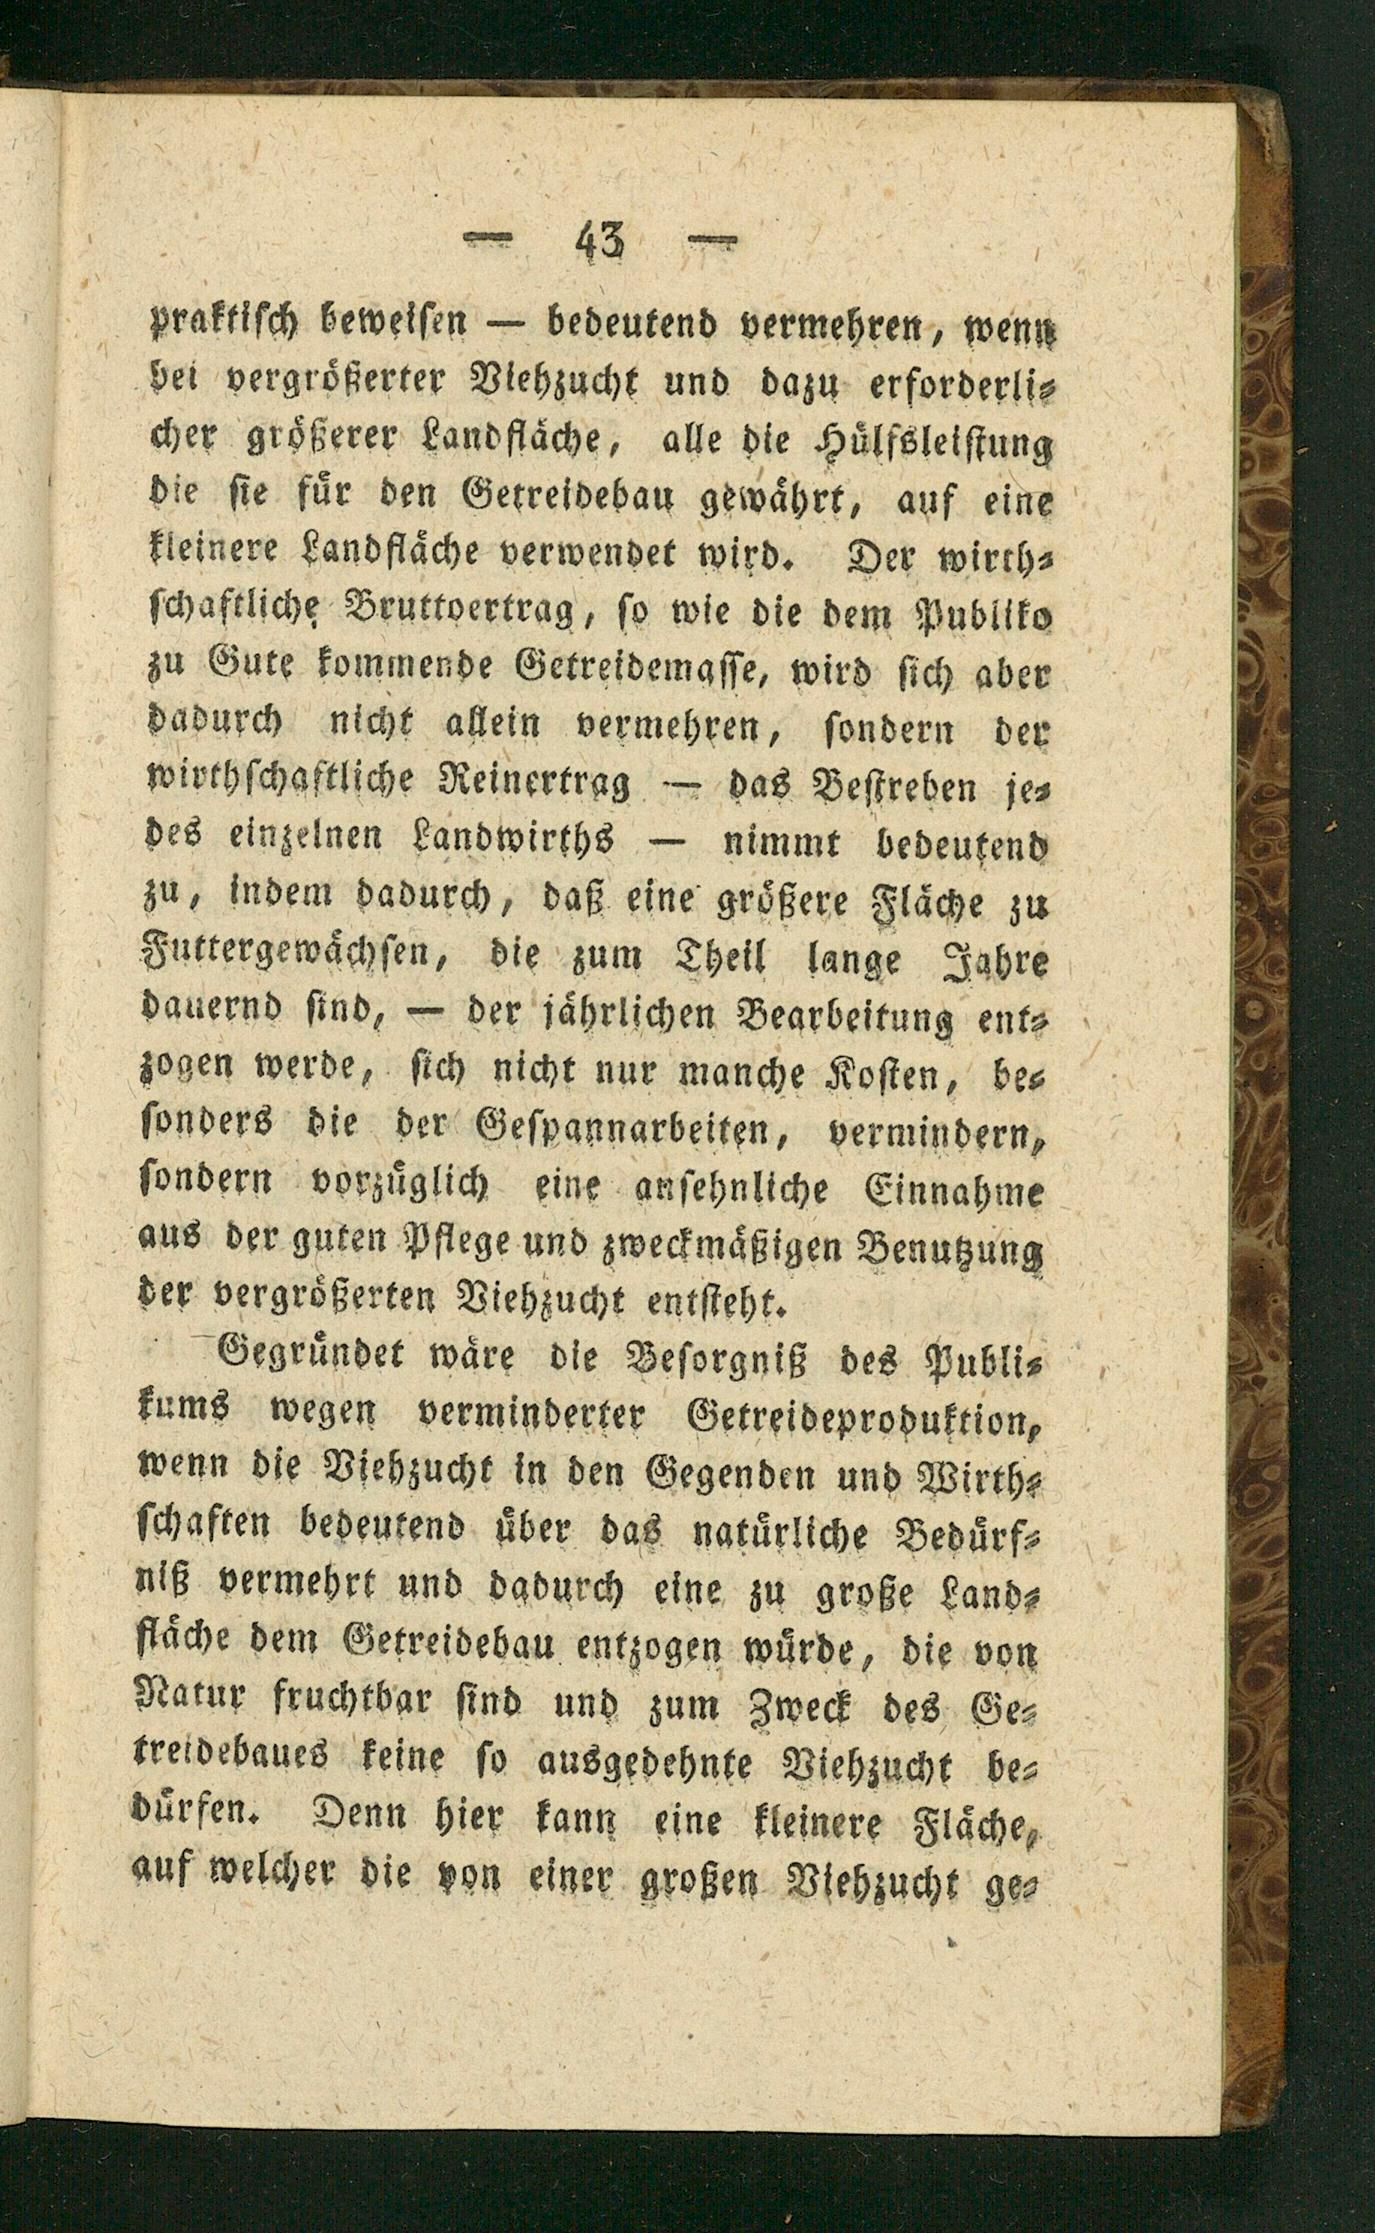 — 43 —
praktiſch beweiſen — bedeutend vermehren, wenn
bei vergrößerter Viehzucht und dazu erforderli⸗
cher größerer Landfläche, alle die Hülfsleiſtung
die ſie für den Getreidebau gewährt, auf eine
kleinere Landfläche verwendet wird. Der wirth⸗
ſchaftliche Bruttoertrag, ſo wie die dem Publiko
zu Gute kommende Getreidemaſſe, wird ſich aber
dadurch nicht allein vermehren, ſondern der
wirthſchaftliche Reinertrag — das Beſtreben je⸗
des einzelnen Landwirths — nimmt bedeutend
zu, indem dadurch, daß eine größere Fläche zu
Futtergewächſen, die zum Theil lange Jahre
dauernd ſind, — der jährlichen Bearbeitung ent⸗
zogen werde, ſich nicht nur manche Koſten, be⸗
ſonders die der Geſpannarbeiten, vermindern,
ſondern vorzüglich eine anſehnliche Einnahme
aus der guten Pflege und zweckmäßigen Benutzung
der vergrößerten Viehzucht entſteht.
Gegründet wäre die Beſorgniß des Publi⸗
kums wegen verminderter Getreideproduktion,
wenn die Viehzucht in den Gegenden und Wirth⸗
ſchaften bedeutend über das natürliche Bedürf⸗
niß vermehrt und dadurch eine zu große Land⸗
fläche dem Getreidebau entzogen würde, die von
Natur fruchtbar ſind und zum Zweck des Ge⸗
treidebaues keine ſo ausgedehnte Viehzucht be⸗
dürfen. Denn hier kann eine kleinere Fläche,
auf welcher die von einer großen Viehzucht ge⸗